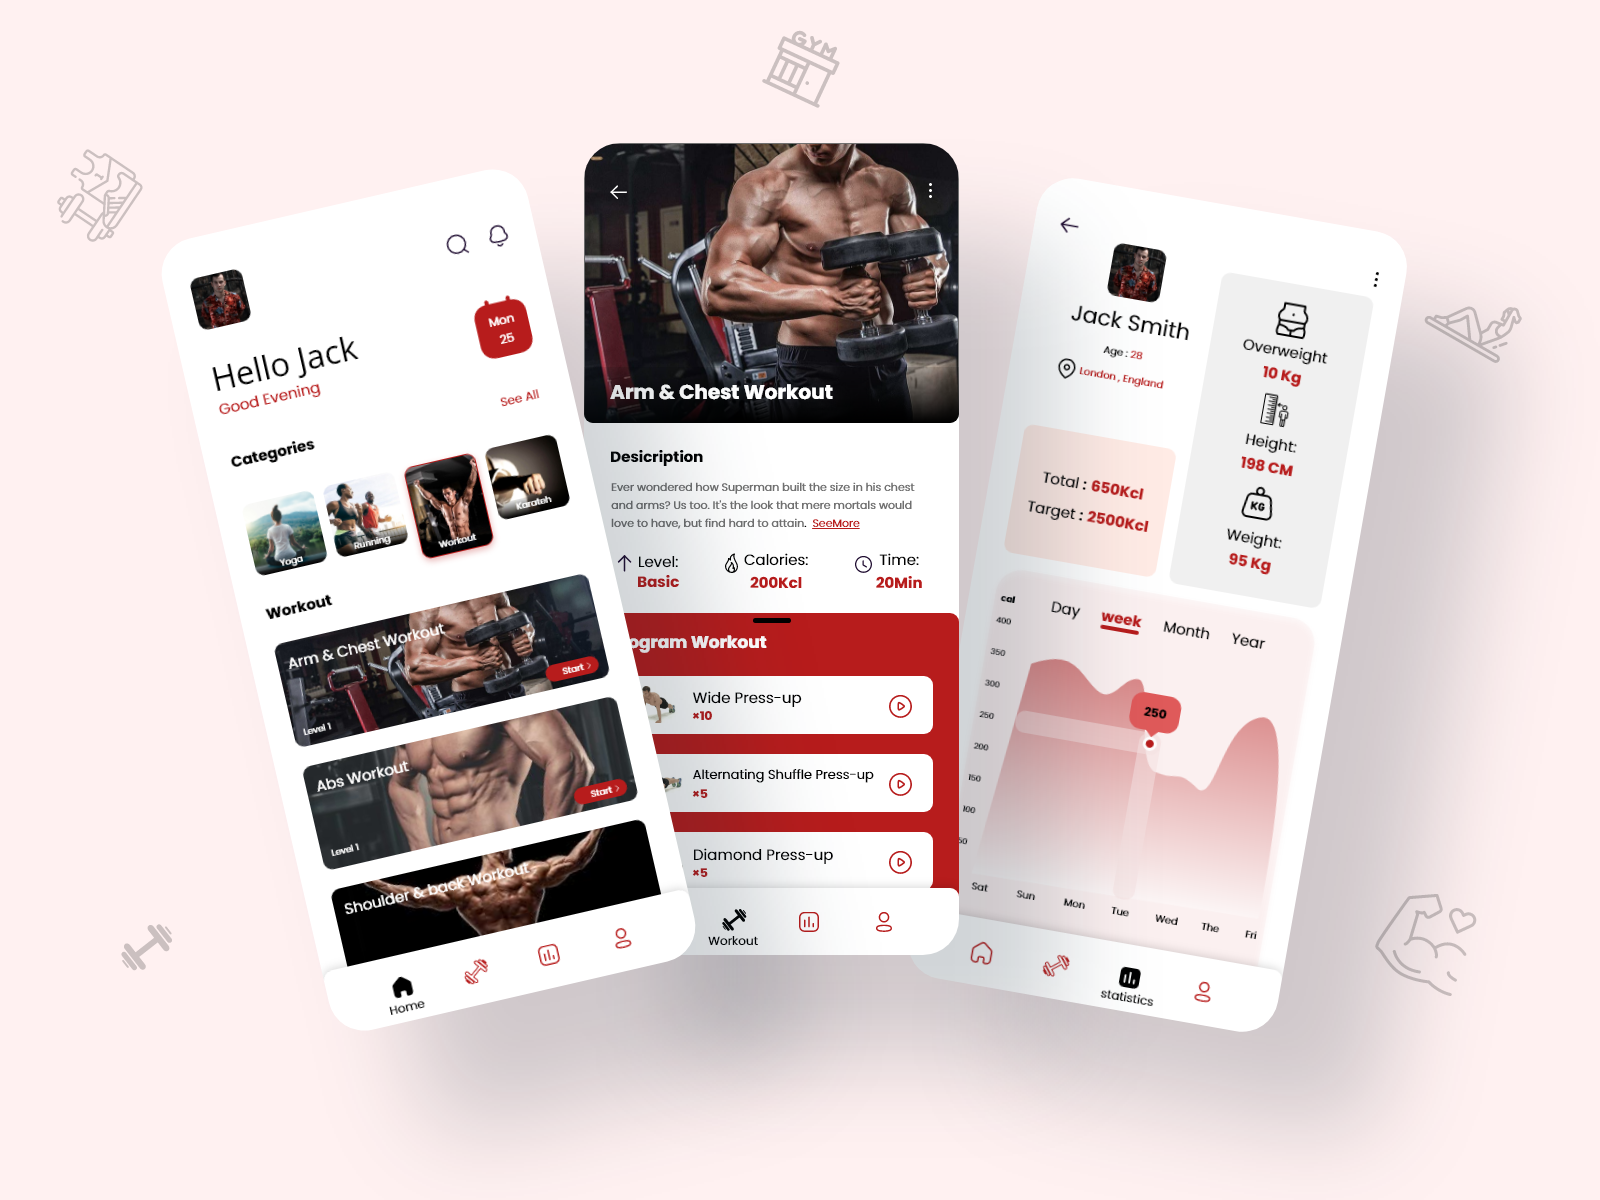 GYM
Mon
25
Hello Jack
Good Evening
See All
Categories
Yoga
Running
Workout
Karateh
Workout
Arm & Chest Workout
Level 1
Start
Abs Workout
Level 1
Start
Shoulder & back Workout
Home
Arm & Chest Workout
Desicription
Ever wondered how Superman built the size in his chest
and arms? Us too. It's the look that mere mortals would
love to have, but find hard to attain. SeeMore
Level:
Basic
Calories:
200Kcl
Time:
20Min
ogram Workout
Wide Press-up
×10
Alternating Shuffle Press-up
×5
Diamond Press-up
×5
Workout
Jack Smith
Age : 28
London , England
Overweight
10 Kg
Height:
198 CM
KG
Weight:
95 Kg
Total : 650Kcl
Target : 2500Kcl
cal
Day week Month Year
400
350
300
250
200
150
100
50
250
Sat Sun Mon Tue Wed The Fri
statistics